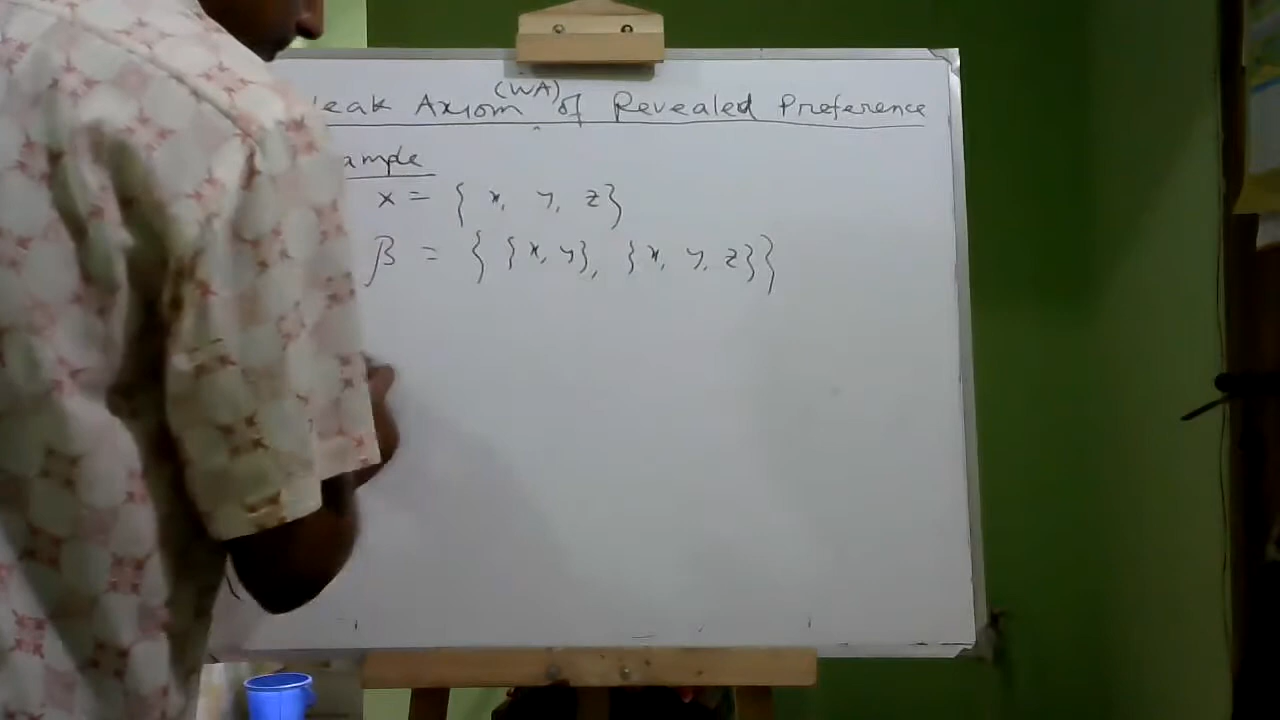 eak Axiom (WA) of Revealed Preference
ample
X = { x, y, z}
β = { {x, y}, {x, y, z}}